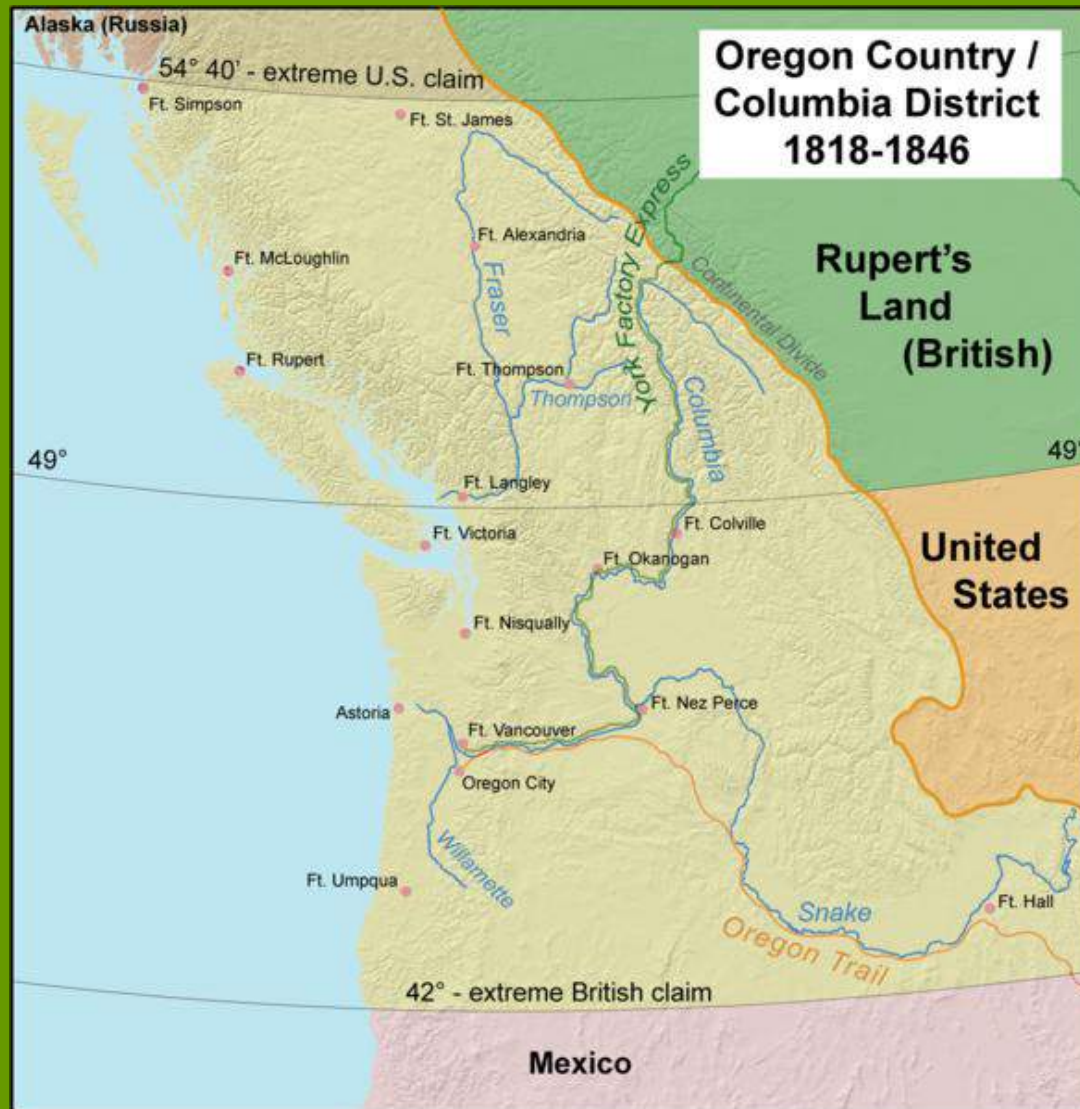 Alaska (Russia)
54° 40' - extreme U.S. claim
Oregon Country /
Columbia District
1818-1846
Ft. Simpson
Ft. St. James
York Factory Express
Ft. Alexandria
Ft. McLoughlin
Fraser
Continental Divide
Rupert's
Land
(British)
Ft. Rupert
Ft. Thompson
Thompson
Columbia
49°
49°
Ft. Langley
Ft. Victoria
Ft. Colville
Ft. Okanogan
United
States
Ft. Nisqually
Astoria
Ft. Nez Perce
Ft. Vancouver
Oregon City
Willamette
Ft. Umpqua
Snake
Ft. Hall
Oregon Trail
42° - extreme British claim
Mexico